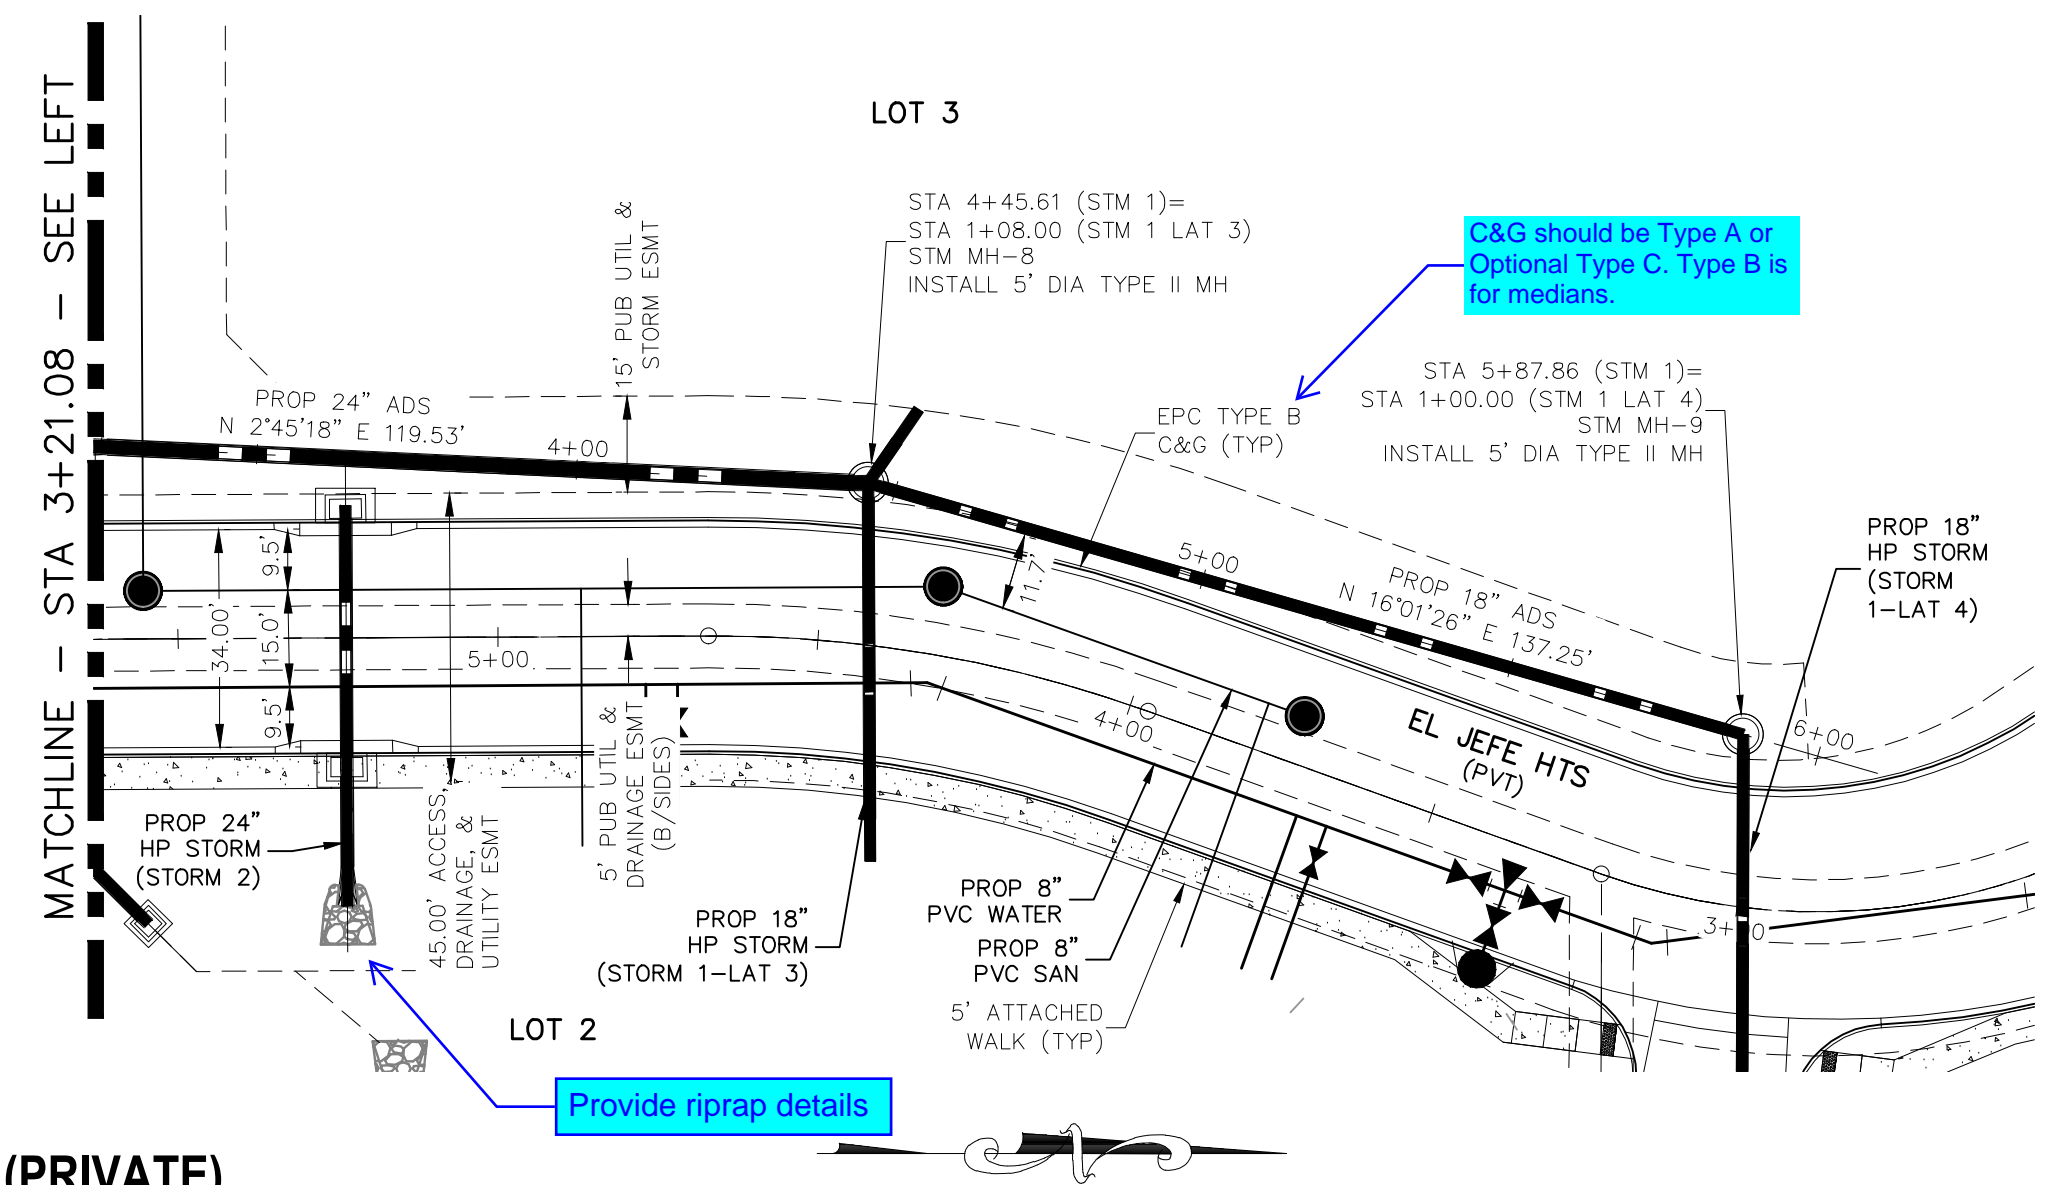 MATCHLINE – STA 3+21.08 – SEE LEFT
LOT 3
STA 4+45.61 (STM 1)=
STA 1+08.00 (STM 1 LAT 3)
STM MH–8
INSTALL 5' DIA TYPE II MH
C&G should be Type A or
Optional Type C. Type B is
for medians.
15' PUB UTIL &
STORM ESMT
STA 5+87.86 (STM 1)=
STA 1+00.00 (STM 1 LAT 4)
STM MH–9
INSTALL 5' DIA TYPE II MH
PROP 24" ADS
N 2°45'18" E 119.53'
4+00
EPC TYPE B
C&G (TYP)
PROP 18"
HP STORM
(STORM
1–LAT 4)
5+00
PROP 18" ADS
N 16°01'26" E 137.25'
11.7'
9.5'
34.00'
15.0'
9.5'
5+00
4+00
EL JEFE HTS
(PVT)
6+00
PROP 24"
HP STORM
(STORM 2)
45.00' ACCESS,
DRAINAGE, &
UTILITY ESMT
5' PUB UTIL &
DRAINAGE ESMT
(B/SIDES)
PROP 18"
HP STORM
(STORM 1–LAT 3)
PROP 8"
PVC WATER
PROP 8"
PVC SAN
5' ATTACHED
WALK (TYP)
3+00
LOT 2
Provide riprap details
N
(PRIVATE)